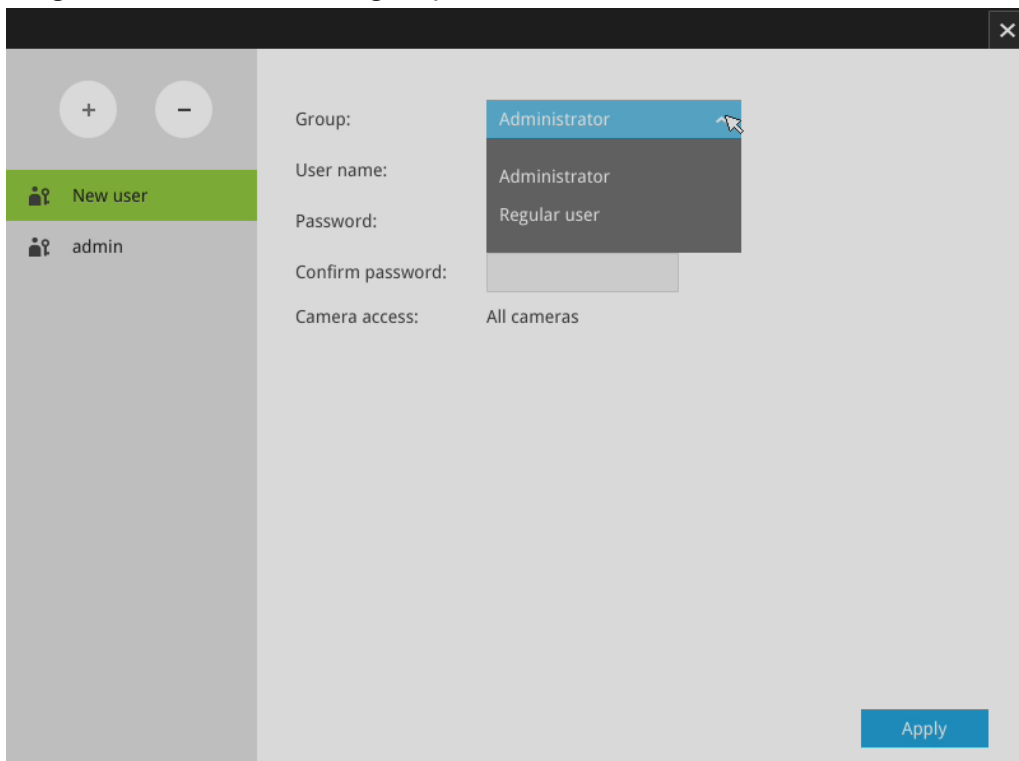 + −
New user
admin
Group: Administrator
User name:
Administrator
Regular user
Password:
Confirm password:
Camera access: All cameras
Apply